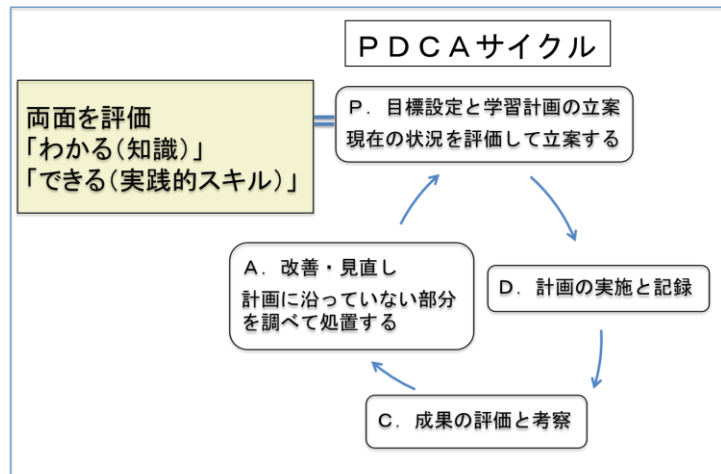 PDCAサイクル
両面を評価
「わかる(知識)」
「できる(実践的スキル)」
P．目標設定と学習計画の立案
現在の状況を評価して立案する
D．計画の実施と記録
C．成果の評価と考察
A．改善・見直し
計画に沿っていない部分
を調べて処置する